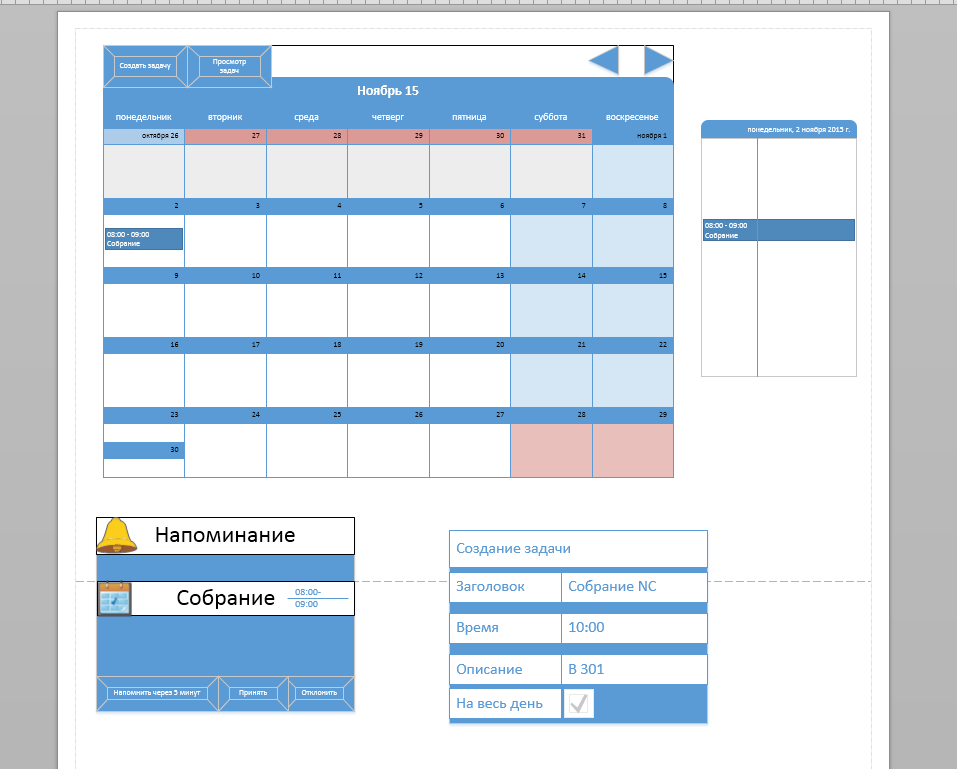 Создать задачу
Просмотр
задач
Ноябрь 15
понедельник вторник среда четверг пятница суббота воскресенье
октября 26 27 28 29 30 31 ноября 1
2 3 4 5 6 7 8
08:00 - 09:00
Собрание
9 10 11 12 13 14 15
16 17 18 19 20 21 22
23 24 25 26 27 28 29
30
понедельник, 2 ноября 2015 г.
08:00 - 09:00
Собрание
Напоминание
Собрание
08:00-
09:00
Напомнить через 5 минут Принять Отклонить
Создание задачи
Заголовок Собрание NC
Время 10:00
Описание В 301
На весь день